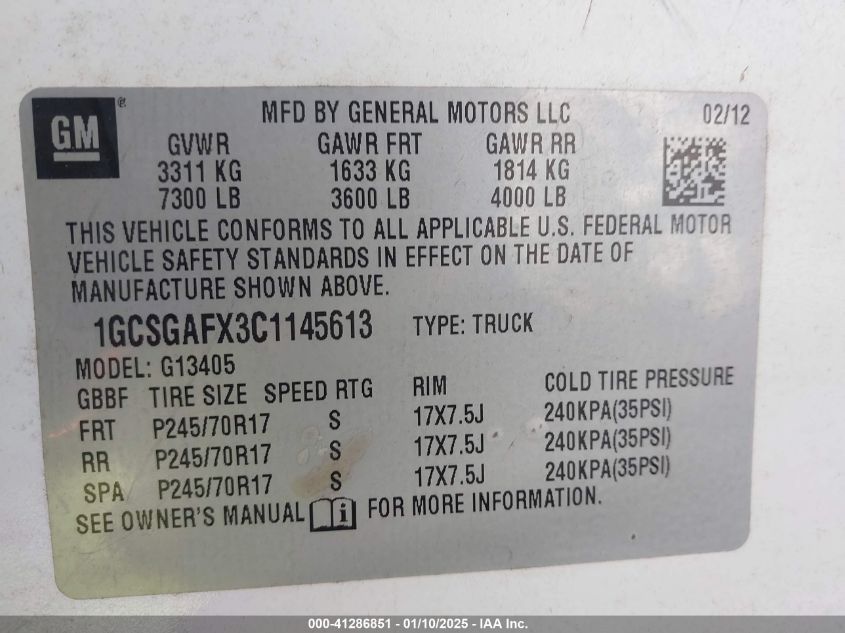 GM ®
MFD BY GENERAL MOTORS LLC 02/12
GVWR GAWR FRT GAWR RR
3311 KG 1633 KG 1814 KG
7300 LB 3600 LB 4000 LB
THIS VEHICLE CONFORMS TO ALL APPLICABLE U.S. FEDERAL MOTOR
VEHICLE SAFETY STANDARDS IN EFFECT ON THE DATE OF
MANUFACTURE SHOWN ABOVE.
1GCSGAFX3C1145613 TYPE: TRUCK
MODEL: G13405
GBBF TIRE SIZE SPEED RTG RIM COLD TIRE PRESSURE
FRT P245/70R17 S 17X7.5J 240KPA(35PSI)
RR P245/70R17 S 17X7.5J 240KPA(35PSI)
SPA P245/70R17 S 17X7.5J 240KPA(35PSI)
SEE OWNER'S MANUAL i FOR MORE INFORMATION.
000-41286851 - 01/10/2025 - IAA Inc.